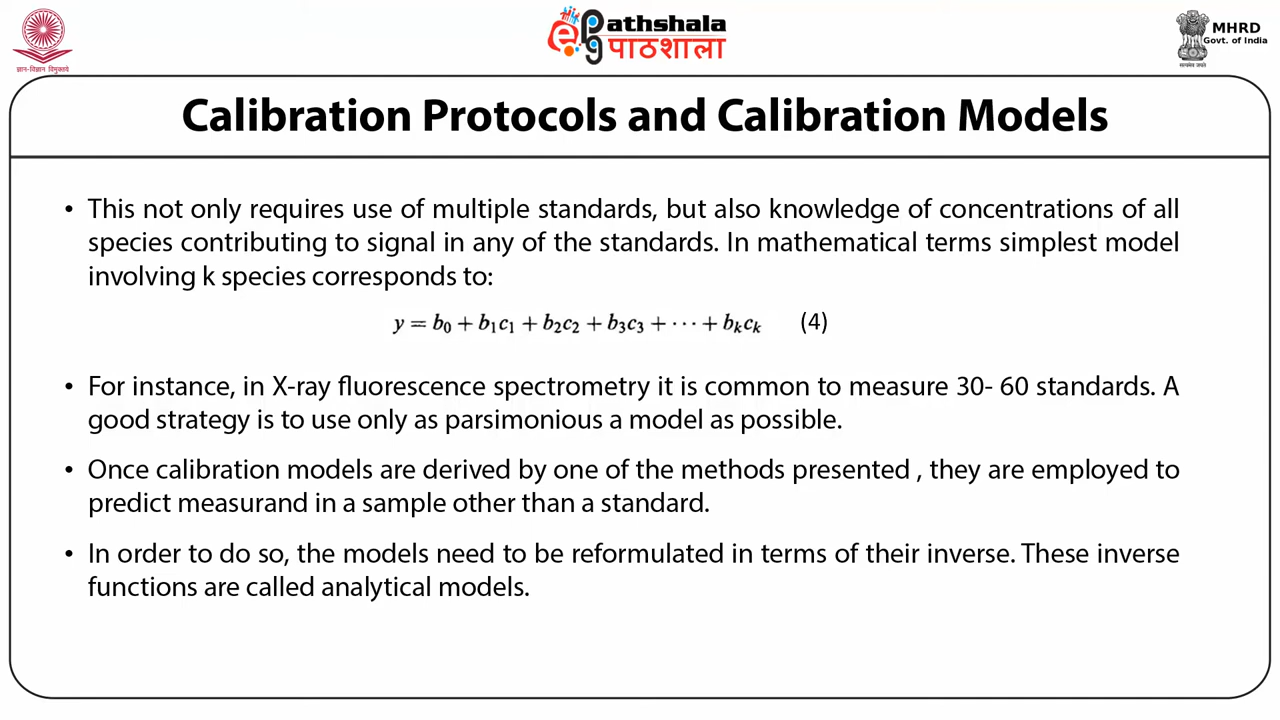 ज्ञान-विज्ञान विमुक्तये
ePathshala
पाठशाला
MHRD
Govt. of India
सत्यमेव जयते
Calibration Protocols and Calibration Models
• This not only requires use of multiple standards, but also knowledge of concentrations of all
species contributing to signal in any of the standards. In mathematical terms simplest model
involving k species corresponds to:
y = b₀ + b₁c₁ + b₂c₂ + b₃c₃ + ··· + bₖcₖ (4)
• For instance, in X-ray fluorescence spectrometry it is common to measure 30- 60 standards. A
good strategy is to use only as parsimonious a model as possible.
• Once calibration models are derived by one of the methods presented , they are employed to
predict measurand in a sample other than a standard.
• In order to do so, the models need to be reformulated in terms of their inverse. These inverse
functions are called analytical models.